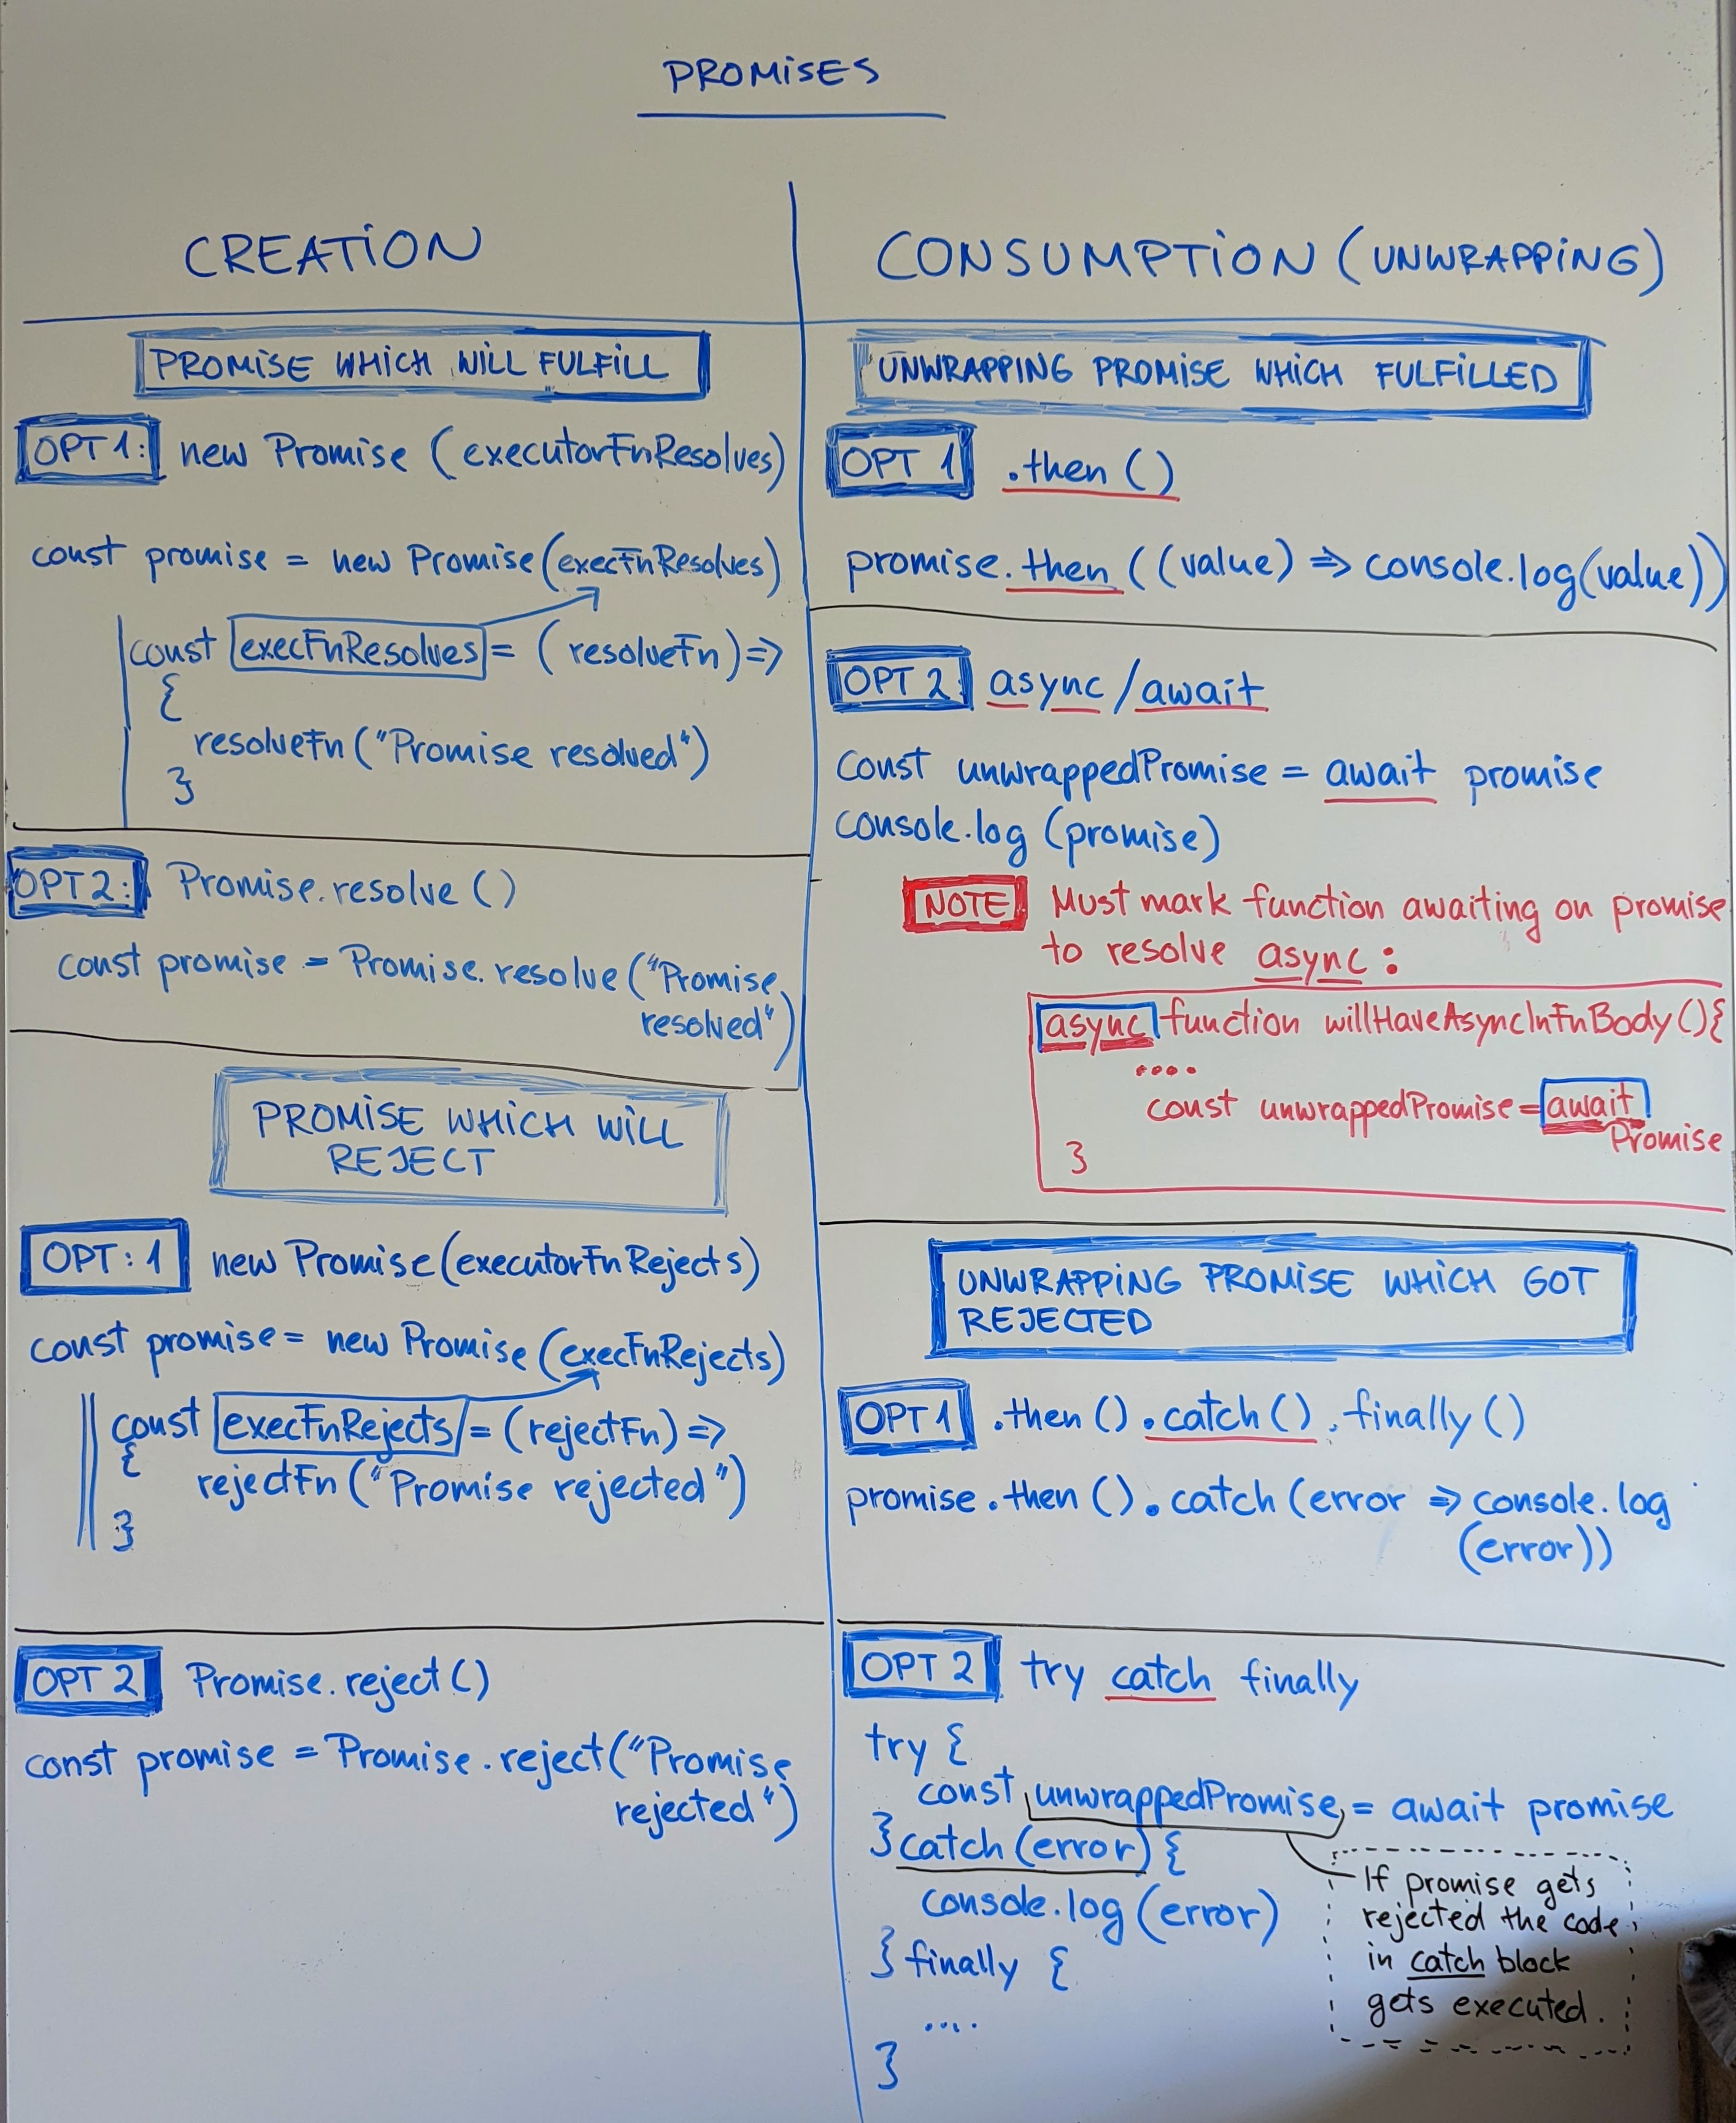 PROMISES
CREATION
PROMISE WHICH WILL FULFILL
OPT 1: new Promise (executorFnResolves)
const promise = new Promise(execFnResolves)
const execFnResolves = (resolveFn) =>
{
resolveFn("Promise resolved")
}
OPT 2: Promise.resolve()
const promise = Promise.resolve("Promise
resolved")
PROMISE WHICH WILL
REJECT
OPT: 1 new Promise(executorFnRejects)
const promise = new Promise(execFnRejects)
const execFnRejects = (rejectFn) =>
{
rejectFn("Promise rejected")
}
OPT 2 Promise.reject()
const promise = Promise.reject("Promise
rejected")
CONSUMPTION (UNWRAPPING)
UNWRAPPING PROMISE WHICH FULFILLED
OPT 1 .then()
promise.then((value) => console.log(value))
OPT 2: async/await
const unwrappedPromise = await promise
console.log(promise)
NOTE Must mark function awaiting on promise
to resolve async:
async function willHaveAsyncInFnBody(){
....
const unwrappedPromise = await
Promise
}
UNWRAPPING PROMISE WHICH GOT
REJECTED
OPT 1 .then().catch().finally()
promise.then().catch(error => console.log
(error))
OPT 2 try catch finally
try {
const unwrappedPromise = await promise
} catch (error) {
console.log(error)
} finally {
....
}
If promise gets
rejected the code
in catch block
gets executed.